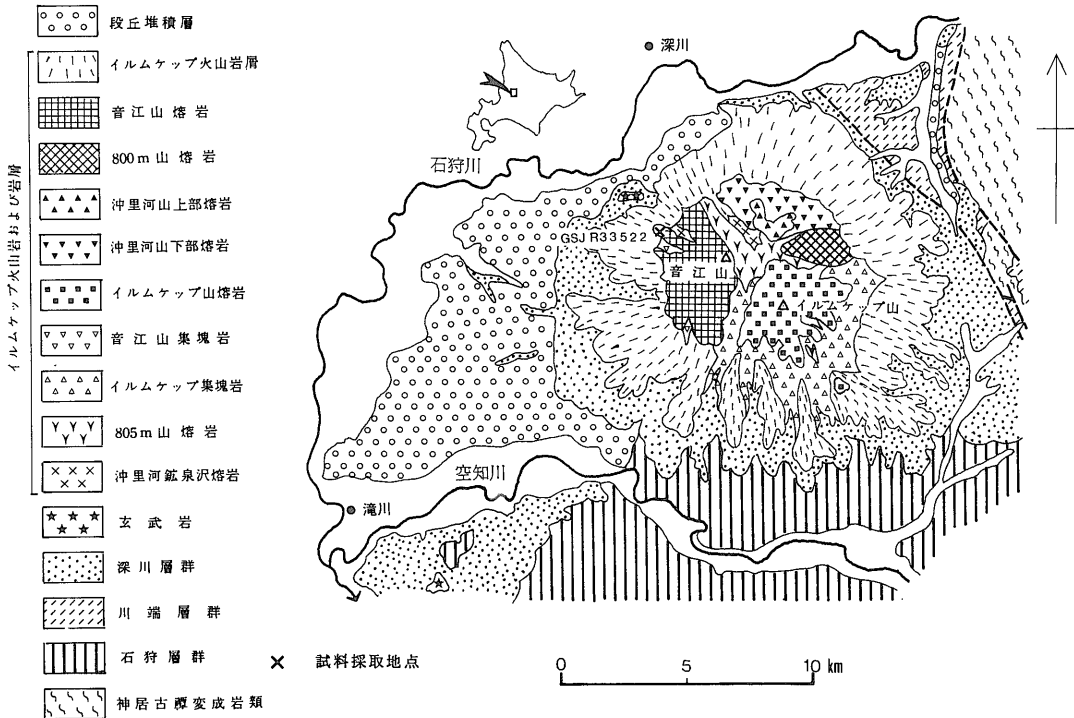 段丘堆積層
イルムケップ火山岩および岩屑
イルムケップ火山岩屑
音江山熔岩
800m山熔岩
沖里河山上部熔岩
沖里河山下部熔岩
イルムケップ山熔岩
音江山集塊岩
イルムケップ集塊岩
805m山熔岩
沖里河鉱泉沢熔岩
玄武岩
深川層群
川端層群
石狩層群
神居古潭変成岩類
× 試料採取地点
深川
石狩川
GSJ R33522
音江山
イルムケップ山
空知川
滝川
0 5 10 km